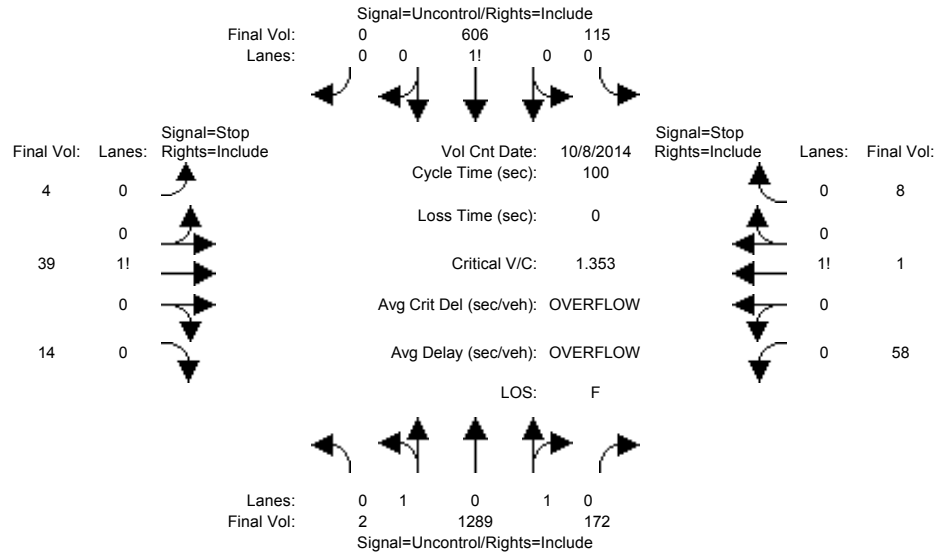 Signal=Uncontrol/Rights=Include
Final Vol: 0 606 115
Lanes: 0 0 1! 0 0
Signal=Stop Signal=Stop
Final Vol: Lanes: Rights=Include Vol Cnt Date: 10/8/2014 Rights=Include Lanes: Final Vol:
Cycle Time (sec): 100
4 0 0 8
Loss Time (sec): 0
0 0
39 1! Critical V/C: 1.353 1! 1
0 Avg Crit Del (sec/veh): OVERFLOW 0
14 0 Avg Delay (sec/veh): OVERFLOW 0 58
LOS: F
Lanes: 0 1 0 1 0
Final Vol: 2 1289 172
Signal=Uncontrol/Rights=Include